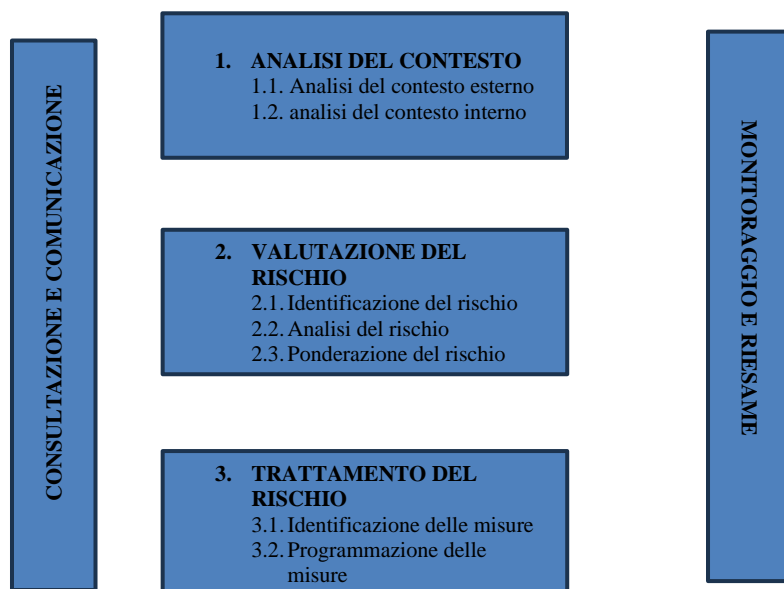 CONSULTAZIONE E COMUNICAZIONE
1. ANALISI DEL CONTESTO
1.1. Analisi del contesto esterno
1.2. analisi del contesto interno
2. VALUTAZIONE DEL
RISCHIO
2.1. Identificazione del rischio
2.2. Analisi del rischio
2.3. Ponderazione del rischio
3. TRATTAMENTO DEL
RISCHIO
3.1. Identificazione delle misure
3.2. Programmazione delle
misure
MONITORAGGIO E RIESAME